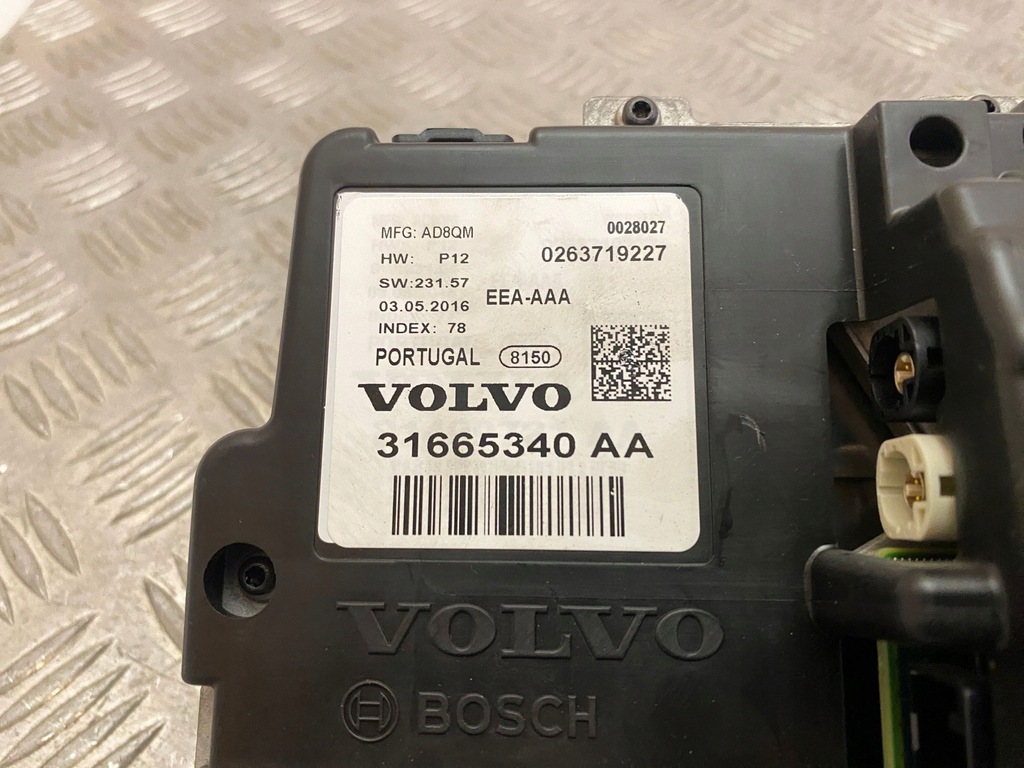 MFG: AD8QM 0028027
HW: P12 0263719227
SW:231.57
03.05.2016 EEA-AAA
INDEX: 78
PORTUGAL 8150
VOLVO
31665340 AA
VOLVO
BOSCH